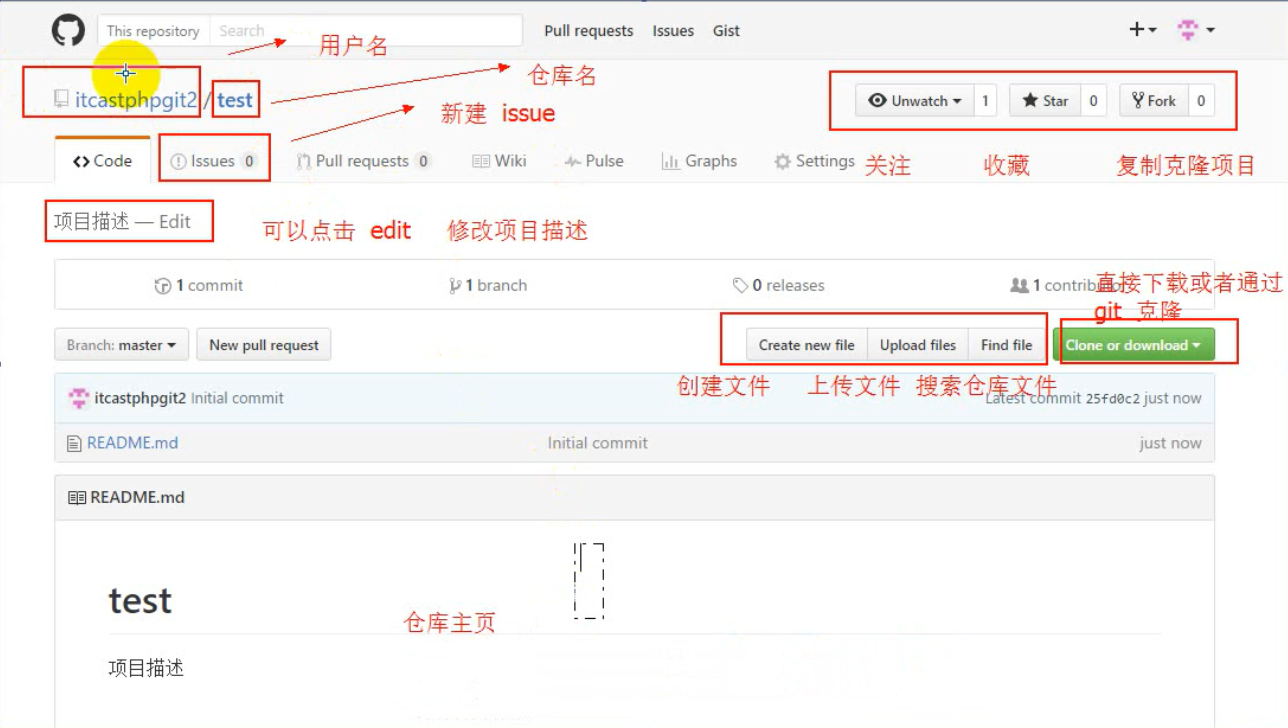 This repository Search Pull requests Issues Gist
用户名
仓库名
itcastphpgit2 / test
Unwatch 1 Star 0 Fork 0
新建 issue
Code Issues 0 Pull requests 0 Wiki Pulse Graphs Settings
关注 收藏 复制克隆项目
项目描述 — Edit
可以点击 edit 修改项目描述
1 commit 1 branch 0 releases 1
直接下载或者通过
git 克隆
Branch: master New pull request Create new file Upload files Find file Clone or download
创建文件 上传文件 搜索仓库文件
itcastphpgit2 Initial commit Latest commit 25fd0c2 just now
README.md Initial commit just now
README.md
test
仓库主页
项目描述